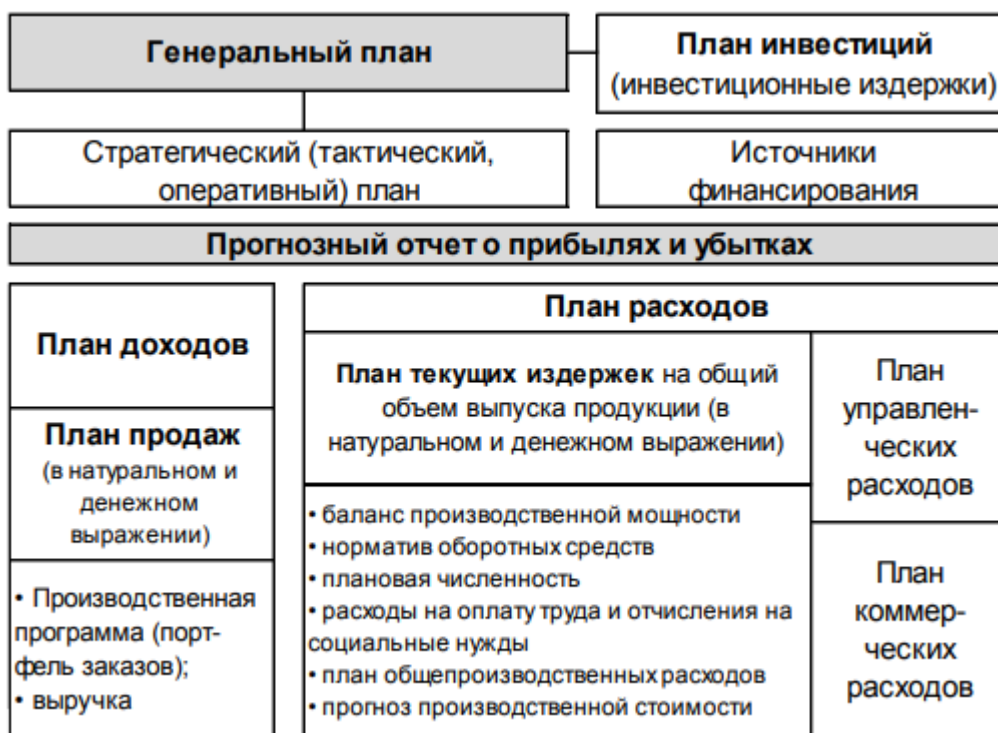 Генеральный план
План инвестиций
(инвестиционные издержки)
Стратегический (тактический,
оперативный) план
Источники
финансирования
Прогнозный отчет о прибылях и убытках
План доходов
План продаж
(в натуральном и
денежном
выражении)
• Производственная
программа (порт-
фель заказов);
• выручка
План расходов
План текущих издержек на общий
объем выпуска продукции (в
натуральном и денежном выражении)
• баланс производственной мощности
• норматив оборотных средств
• плановая численность
• расходы на оплату труда и отчисления на
социальные нужды
• план общепроизводственных расходов
• прогноз производственной стоимости
План
управлен-
ческих
расходов
План
коммер-
ческих
расходов